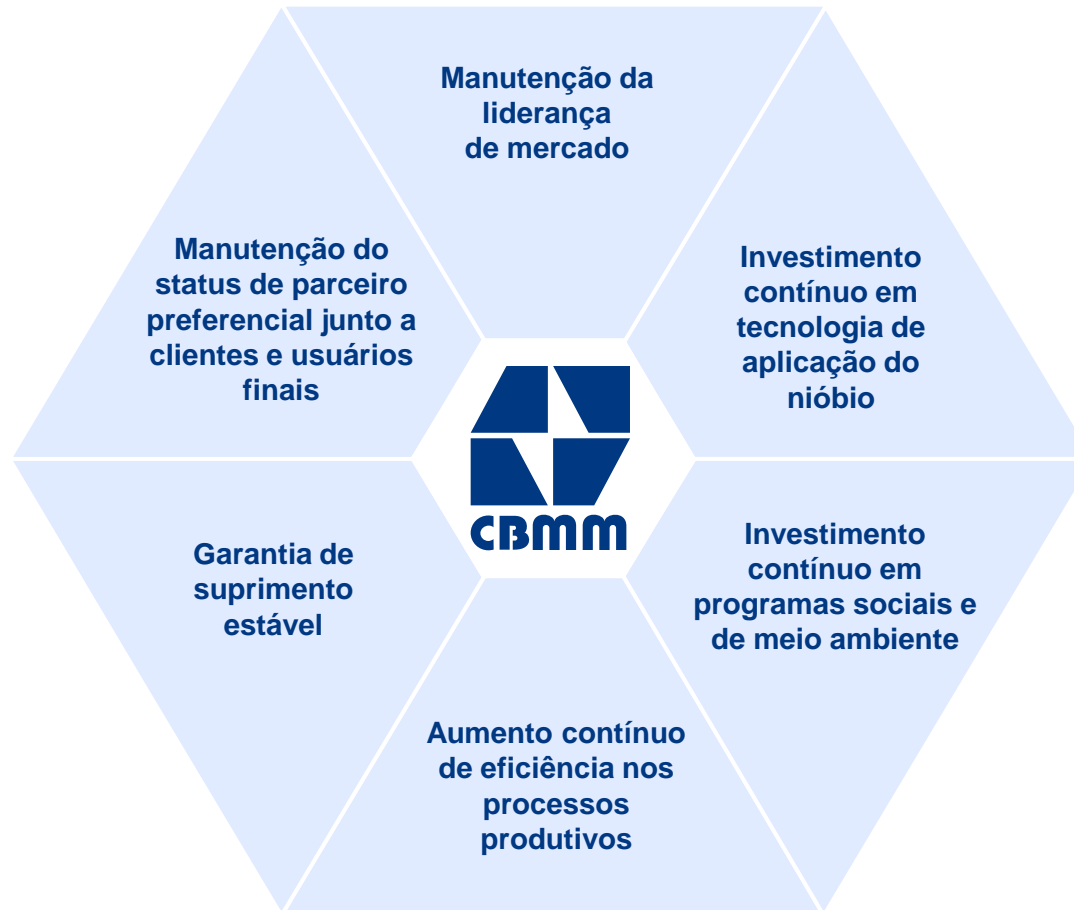 Manutenção da
liderança
de mercado
Manutenção do
status de parceiro
preferencial junto a
clientes e usuários
finais
Investimento
contínuo em
tecnologia de
aplicação do
nióbio
CBMM
Garantia de
suprimento
estável
Investimento
contínuo em
programas sociais e
de meio ambiente
Aumento contínuo
de eficiência nos
processos
produtivos